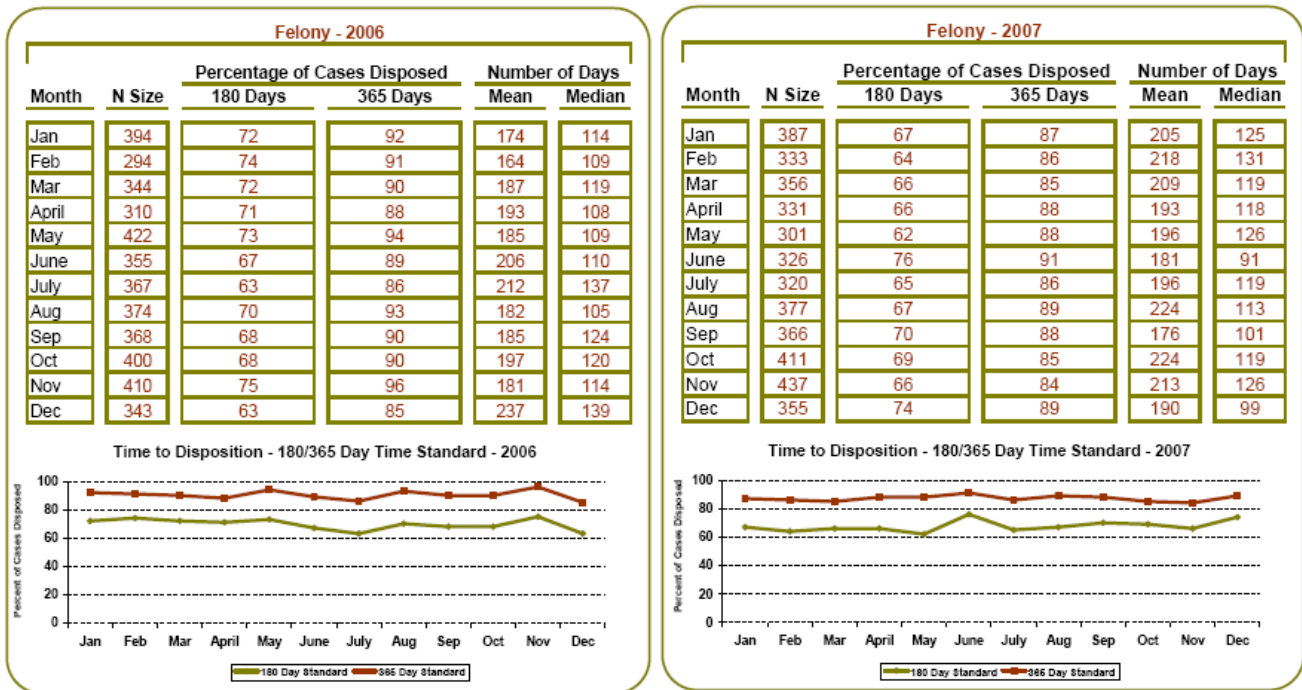 Felony - 2006
Percentage of Cases Disposed Number of Days
Month N Size 180 Days 365 Days Mean Median
Jan 394 72 92 174 114
Feb 294 74 91 164 109
Mar 344 72 90 187 119
April 310 71 88 193 108
May 422 73 94 185 109
June 355 67 89 206 110
July 367 63 86 212 137
Aug 374 70 93 182 105
Sep 368 68 90 185 124
Oct 400 68 90 197 120
Nov 410 75 96 181 114
Dec 343 63 85 237 139
Time to Disposition - 180/365 Day Time Standard - 2006
Percent of Cases Disposed
100
80
60
40
20
0
Jan Feb Mar April May June July Aug Sep Oct Nov Dec
180 Day Standard 365 Day Standard
Felony - 2007
Percentage of Cases Disposed Number of Days
Month N Size 180 Days 365 Days Mean Median
Jan 387 67 87 205 125
Feb 333 64 86 218 131
Mar 356 66 85 209 119
April 331 66 88 193 118
May 301 62 88 196 126
June 326 76 91 181 91
July 320 65 86 196 119
Aug 377 67 89 224 113
Sep 366 70 88 176 101
Oct 411 69 85 224 119
Nov 437 66 84 213 126
Dec 355 74 89 190 99
Time to Disposition - 180/365 Day Time Standard - 2007
Percent of Cases Disposed
100
80
60
40
20
0
Jan Feb Mar April May June July Aug Sep Oct Nov Dec
180 Day Standard 365 Day Standard